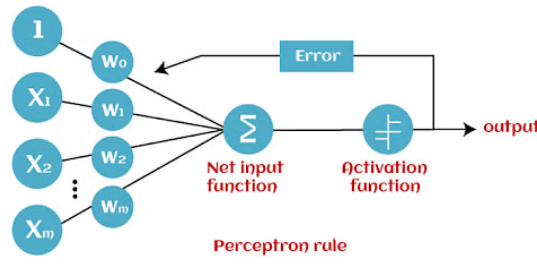 1
W₀
Error
X₁
W₁
Σ
output
X₂
W₂
Net input
function
Activation
function
Xₘ
Wₘ
Perceptron rule